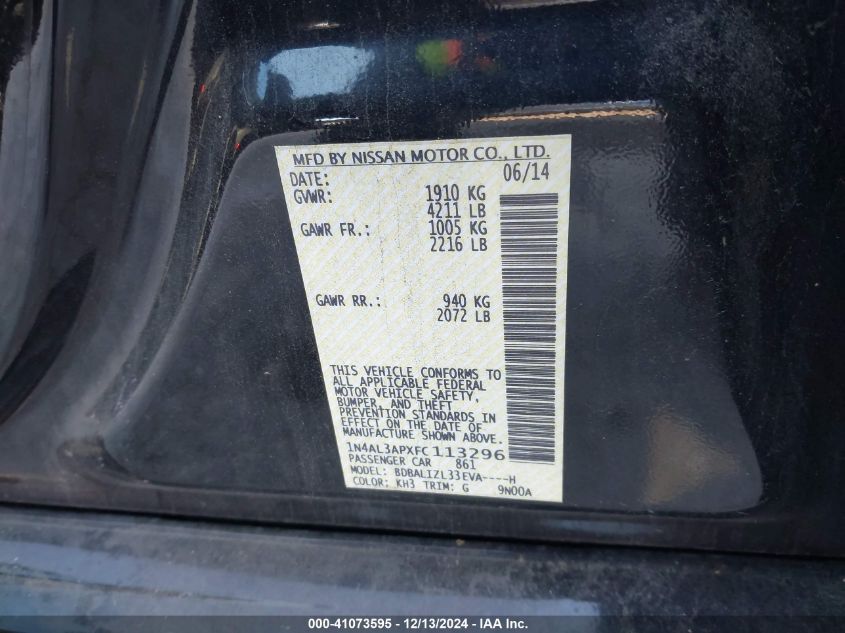 MFD BY NISSAN MOTOR CO., LTD.
DATE: 06/14
GVWR: 1910 KG
4211 LB
GAWR FR.: 1005 KG
2216 LB
GAWR RR.: 940 KG
2072 LB
THIS VEHICLE CONFORMS TO
ALL APPLICABLE FEDERAL
MOTOR VEHICLE SAFETY,
BUMPER, AND THEFT
PREVENTION STANDARDS IN
EFFECT ON THE DATE OF
MANUFACTURE SHOWN ABOVE.
1N4AL3APXFC113296
PASSENGER CAR 861
MODEL: BDBALIZL33EVA----H
COLOR: KH3 TRIM: G 9N00A
000-41073595 - 12/13/2024 - IAA Inc.